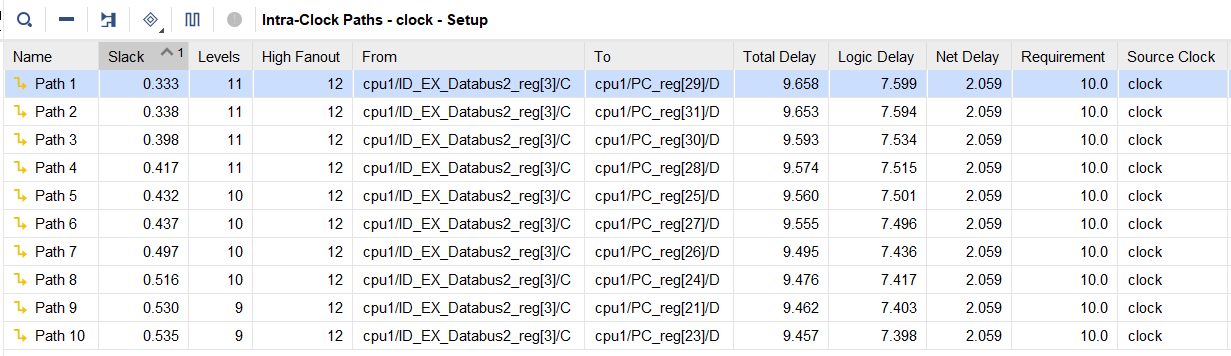 Intra-Clock Paths - clock - Setup
Name Slack 1 Levels High Fanout From To Total Delay Logic Delay Net Delay Requirement Source Clock
Path 1 0.333 11 12 cpu1/ID_EX_Databus2_reg[3]/C cpu1/PC_reg[29]/D 9.658 7.599 2.059 10.0 clock
Path 2 0.338 11 12 cpu1/ID_EX_Databus2_reg[3]/C cpu1/PC_reg[31]/D 9.653 7.594 2.059 10.0 clock
Path 3 0.398 11 12 cpu1/ID_EX_Databus2_reg[3]/C cpu1/PC_reg[30]/D 9.593 7.534 2.059 10.0 clock
Path 4 0.417 11 12 cpu1/ID_EX_Databus2_reg[3]/C cpu1/PC_reg[28]/D 9.574 7.515 2.059 10.0 clock
Path 5 0.432 10 12 cpu1/ID_EX_Databus2_reg[3]/C cpu1/PC_reg[25]/D 9.560 7.501 2.059 10.0 clock
Path 6 0.437 10 12 cpu1/ID_EX_Databus2_reg[3]/C cpu1/PC_reg[27]/D 9.555 7.496 2.059 10.0 clock
Path 7 0.497 10 12 cpu1/ID_EX_Databus2_reg[3]/C cpu1/PC_reg[26]/D 9.495 7.436 2.059 10.0 clock
Path 8 0.516 10 12 cpu1/ID_EX_Databus2_reg[3]/C cpu1/PC_reg[24]/D 9.476 7.417 2.059 10.0 clock
Path 9 0.530 9 12 cpu1/ID_EX_Databus2_reg[3]/C cpu1/PC_reg[21]/D 9.462 7.403 2.059 10.0 clock
Path 10 0.535 9 12 cpu1/ID_EX_Databus2_reg[3]/C cpu1/PC_reg[23]/D 9.457 7.398 2.059 10.0 clock